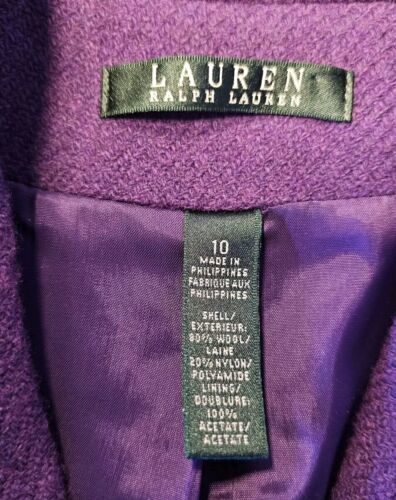 LAUREN
RALPH LAUREN
10
MADE IN
PHILIPPINES
FABRIQUE AUX
PHILIPPINES
SHELL/
EXTERIEUR:
80% WOOL/
LAINE
20% NYLON/
POLYAMIDE
LINING/
DOUBLURE:
100%
ACETATE/
ACETATE